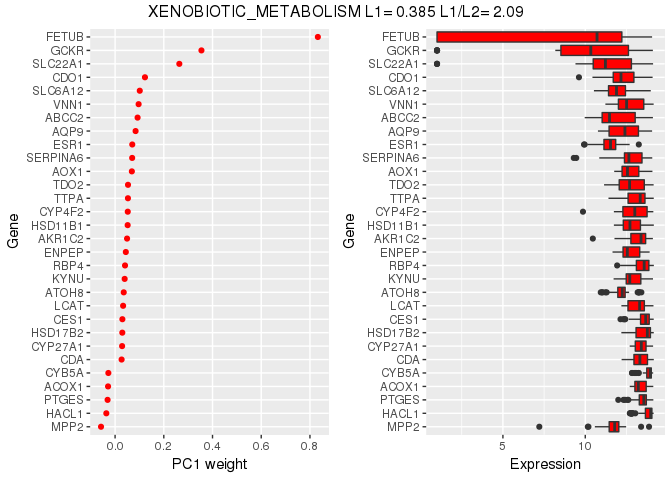 XENOBIOTIC_METABOLISM L1= 0.385 L1/L2= 2.09
Gene
FETUB
GCKR
SLC22A1
CDO1
SLC6A12
VNN1
ABCC2
AQP9
ESR1
SERPINA6
AOX1
TDO2
TTPA
CYP4F2
HSD11B1
AKR1C2
ENPEP
RBP4
KYNU
ATOH8
LCAT
CES1
HSD17B2
CYP27A1
CDA
CYB5A
ACOX1
PTGES
HACL1
MPP2
0.0 0.2 0.4 0.6 0.8
PC1 weight
Gene
FETUB
GCKR
SLC22A1
CDO1
SLC6A12
VNN1
ABCC2
AQP9
ESR1
SERPINA6
AOX1
TDO2
TTPA
CYP4F2
HSD11B1
AKR1C2
ENPEP
RBP4
KYNU
ATOH8
LCAT
CES1
HSD17B2
CYP27A1
CDA
CYB5A
ACOX1
PTGES
HACL1
MPP2
5 10
Expression